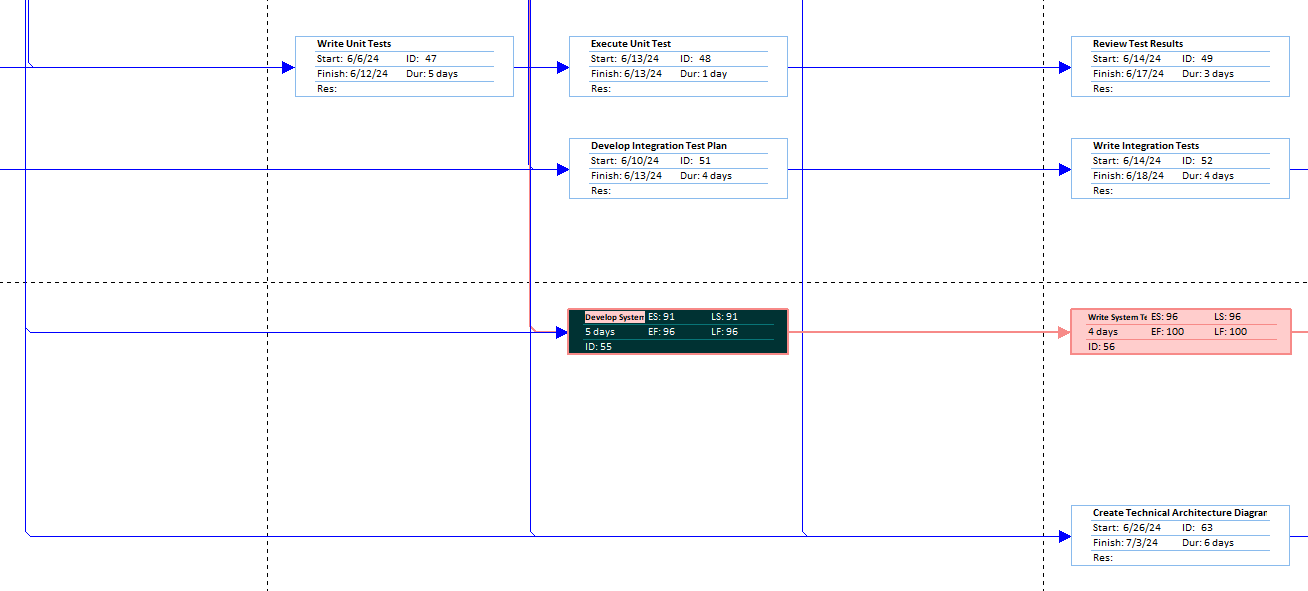 Write Unit Tests
Start: 6/6/24 ID: 47
Finish: 6/12/24 Dur: 5 days
Res:
Execute Unit Test
Start: 6/13/24 ID: 48
Finish: 6/13/24 Dur: 1 day
Res:
Review Test Results
Start: 6/14/24 ID: 49
Finish: 6/17/24 Dur: 3 days
Res:
Develop Integration Test Plan
Start: 6/10/24 ID: 51
Finish: 6/13/24 Dur: 4 days
Res:
Write Integration Tests
Start: 6/14/24 ID: 52
Finish: 6/18/24 Dur: 4 days
Res:
Develop System ES: 91 LS: 91
5 days EF: 96 LF: 96
ID: 55
Write System Te ES: 96 LS: 96
4 days EF: 100 LF: 100
ID: 56
Create Technical Architecture Diagrar
Start: 6/26/24 ID: 63
Finish: 7/3/24 Dur: 6 days
Res: